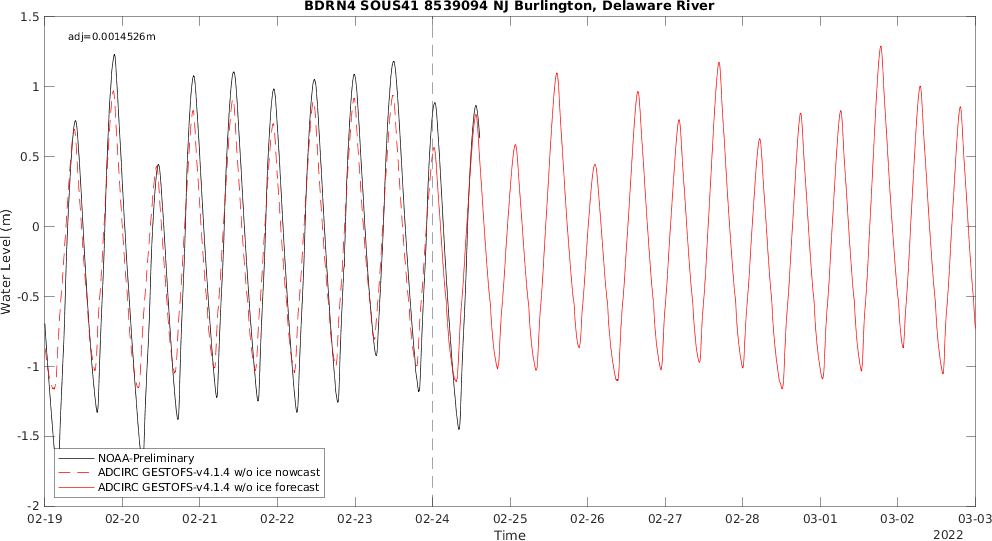 BDRN4 SOUS41 8539094 NJ Burlington, Delaware River
adj=0.0014526m
1.5
1
0.5
0
-0.5
-1
-1.5
-2
Water Level (m)
NOAA-Preliminary
ADCIRC GESTOFS-v4.1.4 w/o ice nowcast
ADCIRC GESTOFS-v4.1.4 w/o ice forecast
02-19 02-20 02-21 02-22 02-23 02-24 02-25 02-26 02-27 02-28 03-01 03-02 03-03
Time
2022